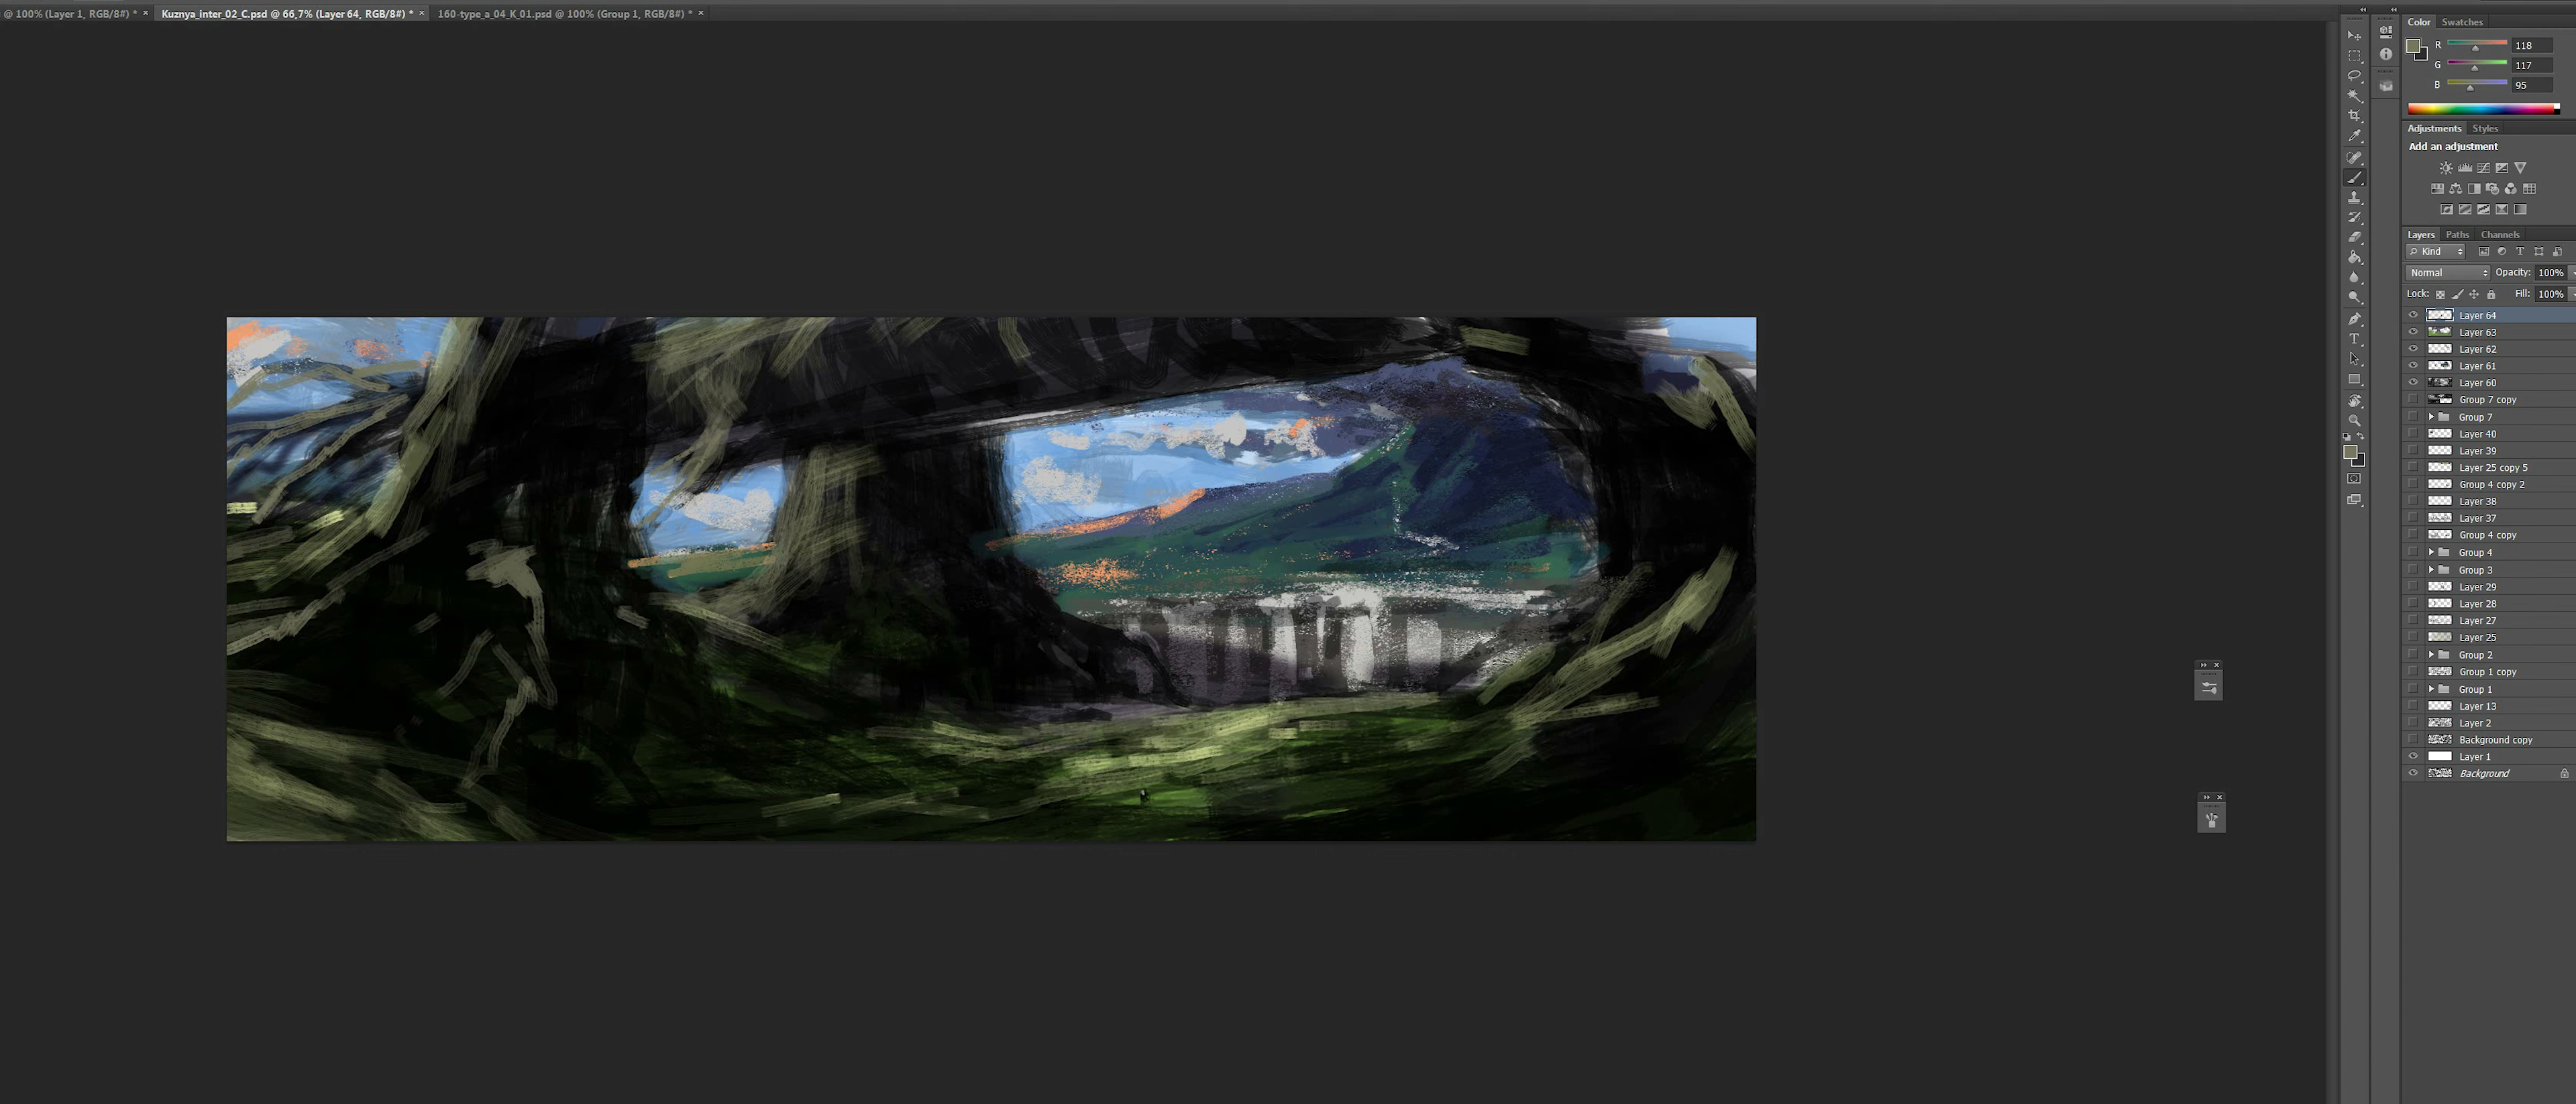 @ 100% (Layer 1, RGB/8#) * × Kuznya_inter_02_C.psd @ 66,7% (Layer 64, RGB/8#) * × 160-type_a_04_K_01.psd @ 100% (Group 1, RGB/8#) * ×
Color Swatches
R 118
G 117
B 95
Adjustments Styles
Add an adjustment
Layers Paths Channels
Kind
Normal Opacity: 100%
Lock: Fill: 100%
Layer 64
Layer 63
Layer 62
Layer 61
Layer 60
Group 7 copy
Group 7
Layer 40
Layer 39
Layer 25 copy 5
Group 4 copy 2
Layer 38
Layer 37
Group 4 copy
Group 4
Group 3
Layer 29
Layer 28
Layer 27
Layer 25
Group 2
Group 1 copy
Group 1
Layer 13
Layer 2
Background copy
Layer 1
Background